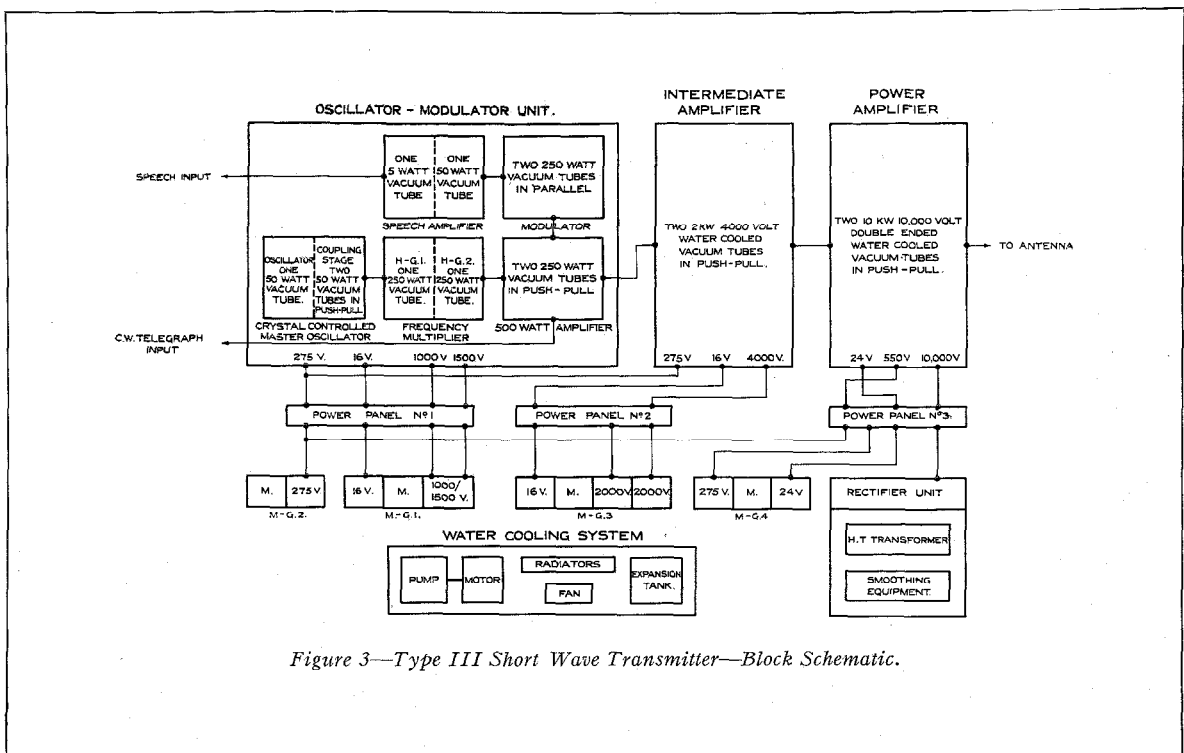 OSCILLATOR - MODULATOR UNIT.
INTERMEDIATE
AMPLIFIER
POWER
AMPLIFIER
SPEECH INPUT
ONE
5 WATT
VACUUM
TUBE
ONE
50 WATT
VACUUM
TUBE
SPEECH AMPLIFIER
TWO 250 WATT
VACUUM TUBES
IN PARALLEL
MODULATOR
OSCILLATOR
ONE
50 WATT
VACUUM
TUBE.
COUPLING
STAGE
TWO
50 WATT
VACUUM
TUBES IN
PUSH-PULL
CRYSTAL CONTROLLED
MASTER OSCILLATOR
H-G.1.
ONE
250 WATT
VACUUM
TUBE.
H-G.2.
ONE
250 WATT
VACUUM
TUBE.
FREQUENCY
MULTIPLIER
TWO 250 WATT
VACUUM TUBES
IN PUSH-PULL
500 WATT AMPLIFIER
C.W. TELEGRAPH
INPUT
TWO 2KW 4000 VOLT
WATER COOLED
VACUUM TUBES
IN PUSH-PULL.
TWO 10 KW 10,000 VOLT
DOUBLE ENDED
WATER COOLED
VACUUM-TUBES
IN PUSH-PULL.
TO ANTENNA
275 V. 16 V. 1000 V 1500 V
275 V 16 V 4000 V.
24 V 550 V 10,000 V.
POWER PANEL Nº1
POWER PANEL Nº2
POWER PANEL Nº3.
M. 275 V.
M-G.2.
16 V. M. 1000/
1500 V.
M-G.1.
16 V. M. 2000V. 2000V.
M-G.3
275 V. M. 24 V
M-G.4
RECTIFIER UNIT
H.T TRANSFORMER
SMOOTHING
EQUIPMENT.
WATER COOLING SYSTEM
PUMP
MOTOR
RADIATORS
FAN
EXPANSION
TANK.
Figure 3—Type III Short Wave Transmitter—Block Schematic.